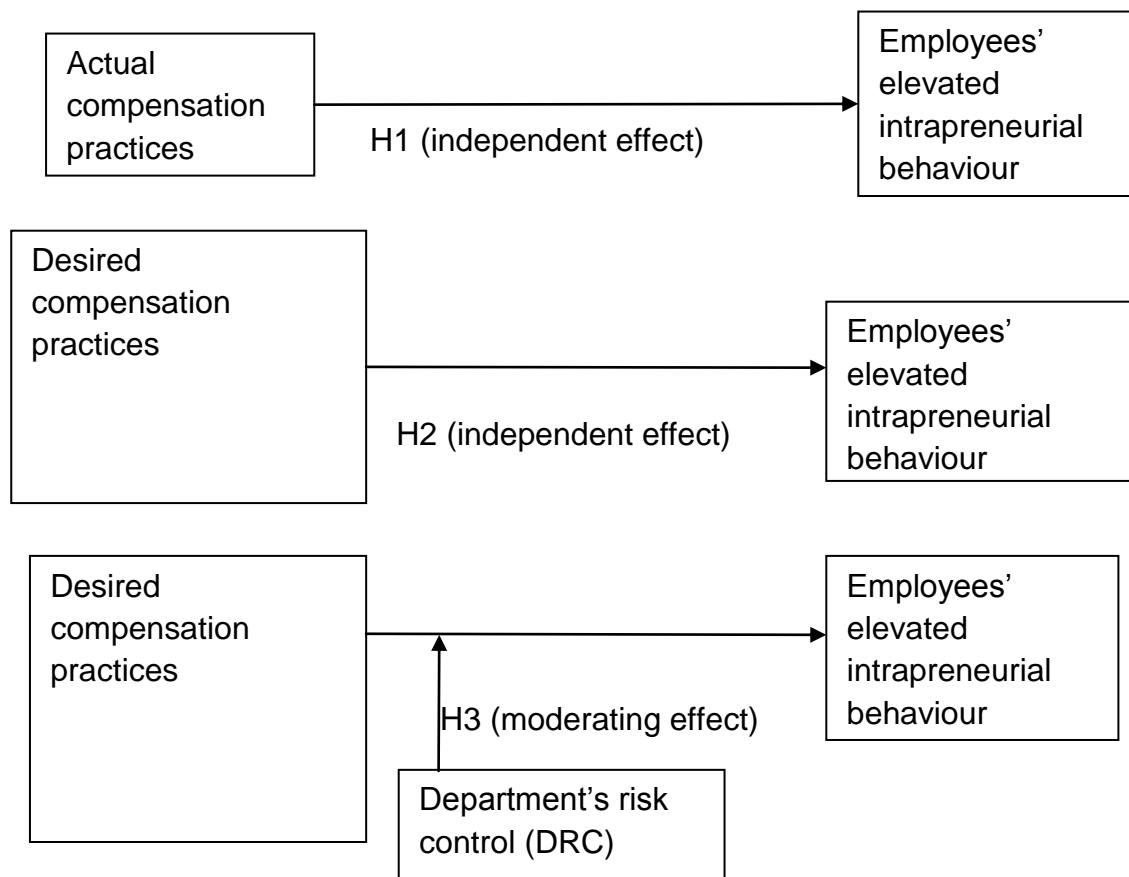 Actual
compensation
practices
H1 (independent effect)
Employees’
elevated
intrapreneurial
behaviour
Desired
compensation
practices
H2 (independent effect)
Employees’
elevated
intrapreneurial
behaviour
Desired
compensation
practices
H3 (moderating effect)
Employees’
elevated
intrapreneurial
behaviour
Department’s risk
control (DRC)